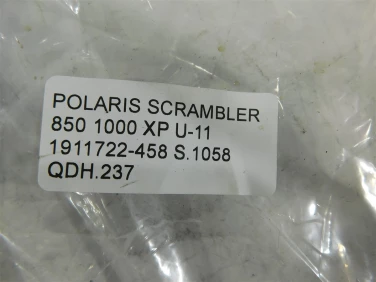 POLARIS SCRAMBLER
850 1000 XP U-11
1911722-458 S.1058
QDH.237